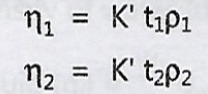 η₁ = K' t₁ρ₁
η₂ = K' t₂ρ₂